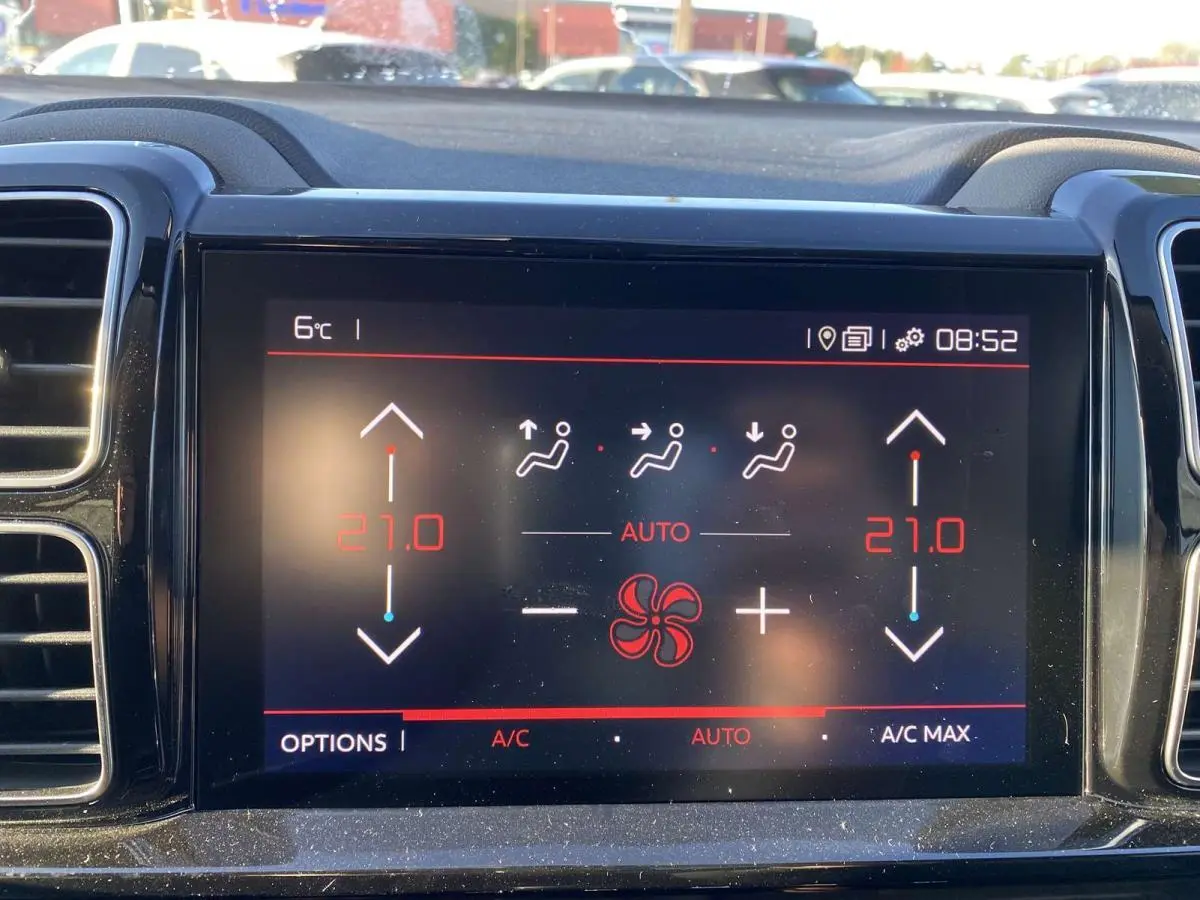 6°C | 08:52
21.0 AUTO 21.0
OPTIONS | A/C AUTO A/C MAX